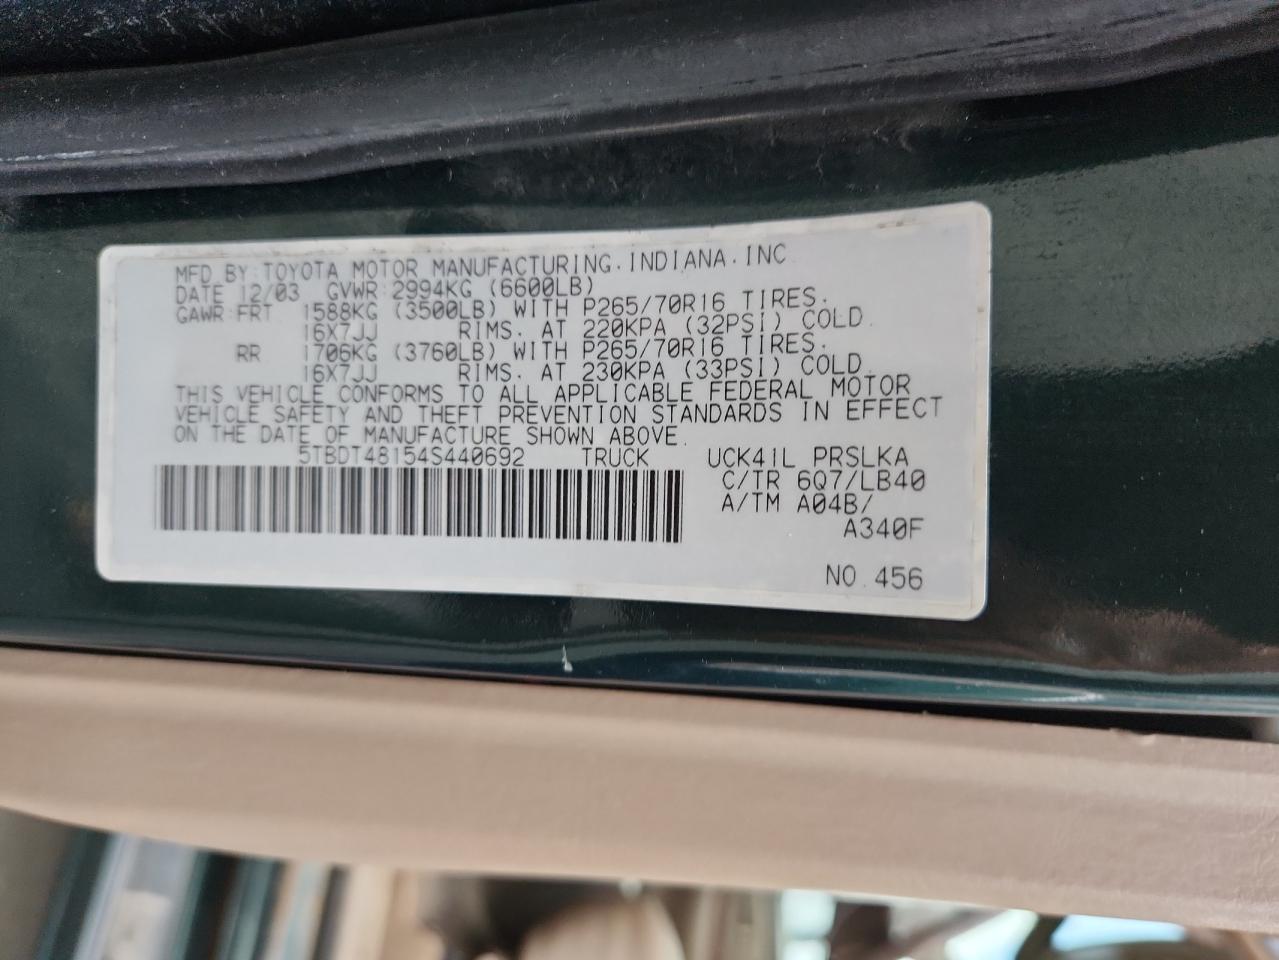 MFD BY:TOYOTA MOTOR MANUFACTURING.INDIANA.INC
DATE 12/03 GVWR:2994KG (6600LB)
GAWR:FRT 1588KG (3500LB) WITH P265/70R16 TIRES.
16X7JJ RIMS. AT 220KPA (32PSI) COLD.
RR 1706KG (3760LB) WITH P265/70R16 TIRES.
16X7JJ RIMS. AT 230KPA (33PSI) COLD.
THIS VEHICLE CONFORMS TO ALL APPLICABLE FEDERAL MOTOR
VEHICLE SAFETY AND THEFT PREVENTION STANDARDS IN EFFECT
ON THE DATE OF MANUFACTURE SHOWN ABOVE.
5TBDT48154S440692 TRUCK UCK41L PRSLKA
C/TR 6Q7/LB40
A/TM A04B/
A340F
NO.456